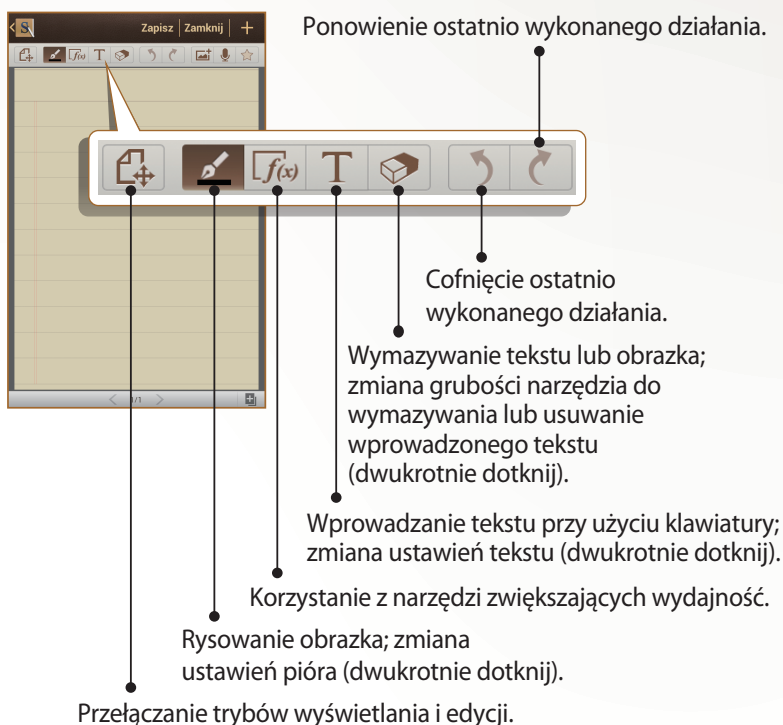 Ponowienie ostatnio wykonanego działania.
S
Zapisz Zamknij +
f(x) T
f(x) T
Cofnięcie ostatnio
wykonanego działania.
Wymazywanie tekstu lub obrazka;
zmiana grubości narzędzia do
wymazywania lub usuwanie
wprowadzonego tekstu
(dwukrotnie dotknij).
1/1
Wprowadzanie tekstu przy użyciu klawiatury;
zmiana ustawień tekstu (dwukrotnie dotknij).
Korzystanie z narzędzi zwiększających wydajność.
Rysowanie obrazka; zmiana
ustawień pióra (dwukrotnie dotknij).
Przełączanie trybów wyświetlania i edycji.